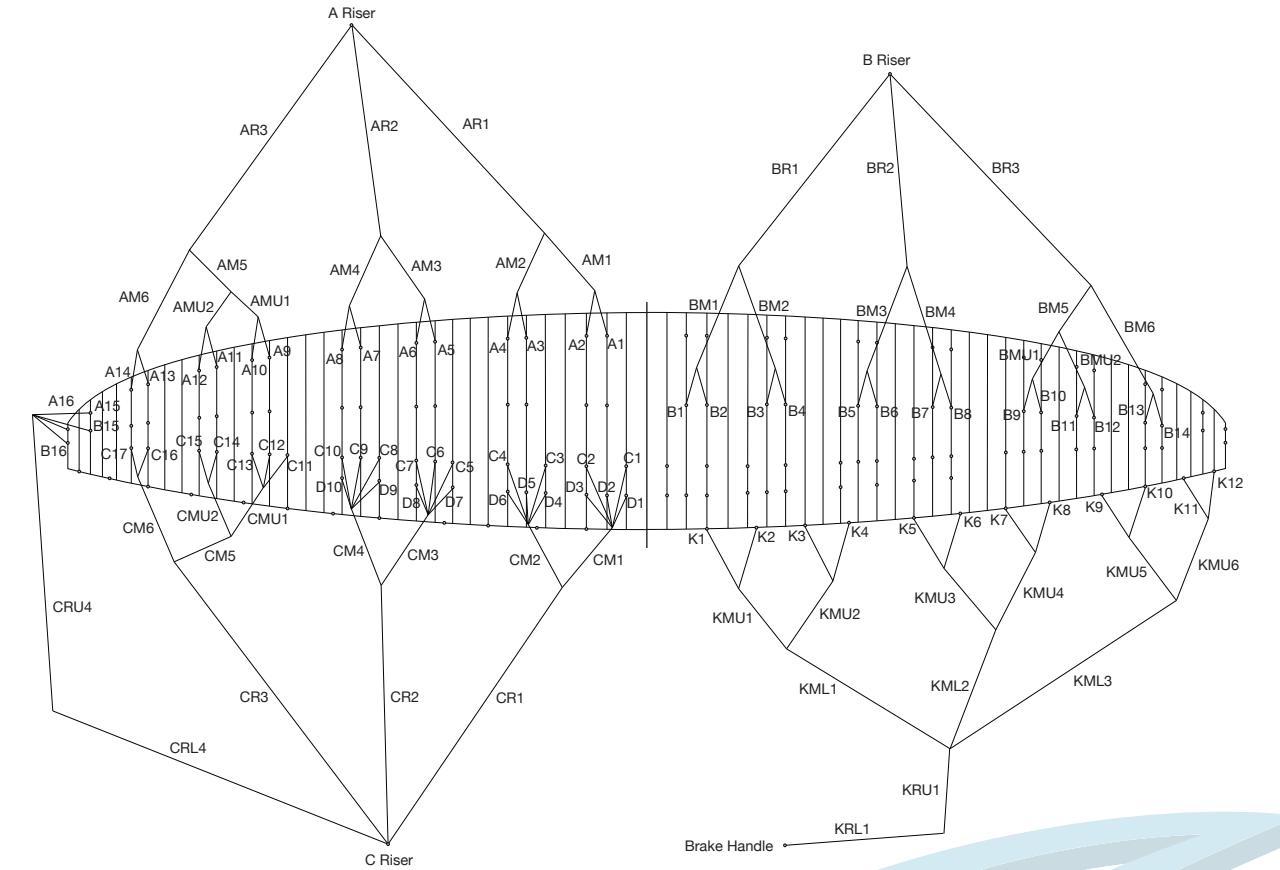 A Riser
B Riser
AR3
AR2
AR1
BR1
BR2
BR3
AM5
AM4
AM3
AM2
AM1
AM6
AMU2
AMU1
BM1
BM2
BM3
BM4
BM5
BM6
A14
A13
A12
A11
A10
A9
A8
A7
A6
A5
A4
A3
A2
A1
BMU1
BMU2
A16
A15
B15
B16
B1
B2
B3
B4
B5
B6
B7
B8
B9
B10
B11
B12
B13
B14
C17
C16
C15
C14
C13
C12
C11
C10
C9
C8
C7
C6
C5
C4
C3
C2
C1
D10
D9
D8
D7
D6
D5
D4
D3
D2
D1
K1
K2
K3
K4
K5
K6
K7
K8
K9
K10
K11
K12
CM6
CMU2
CMU1
CM5
CM4
CM3
CM2
CM1
KMU1
KMU2
KMU3
KMU4
KMU5
KMU6
CRU4
CR3
CR2
CR1
KML1
KML2
KML3
CRL4
KRU1
KRL1
C Riser
Brake Handle